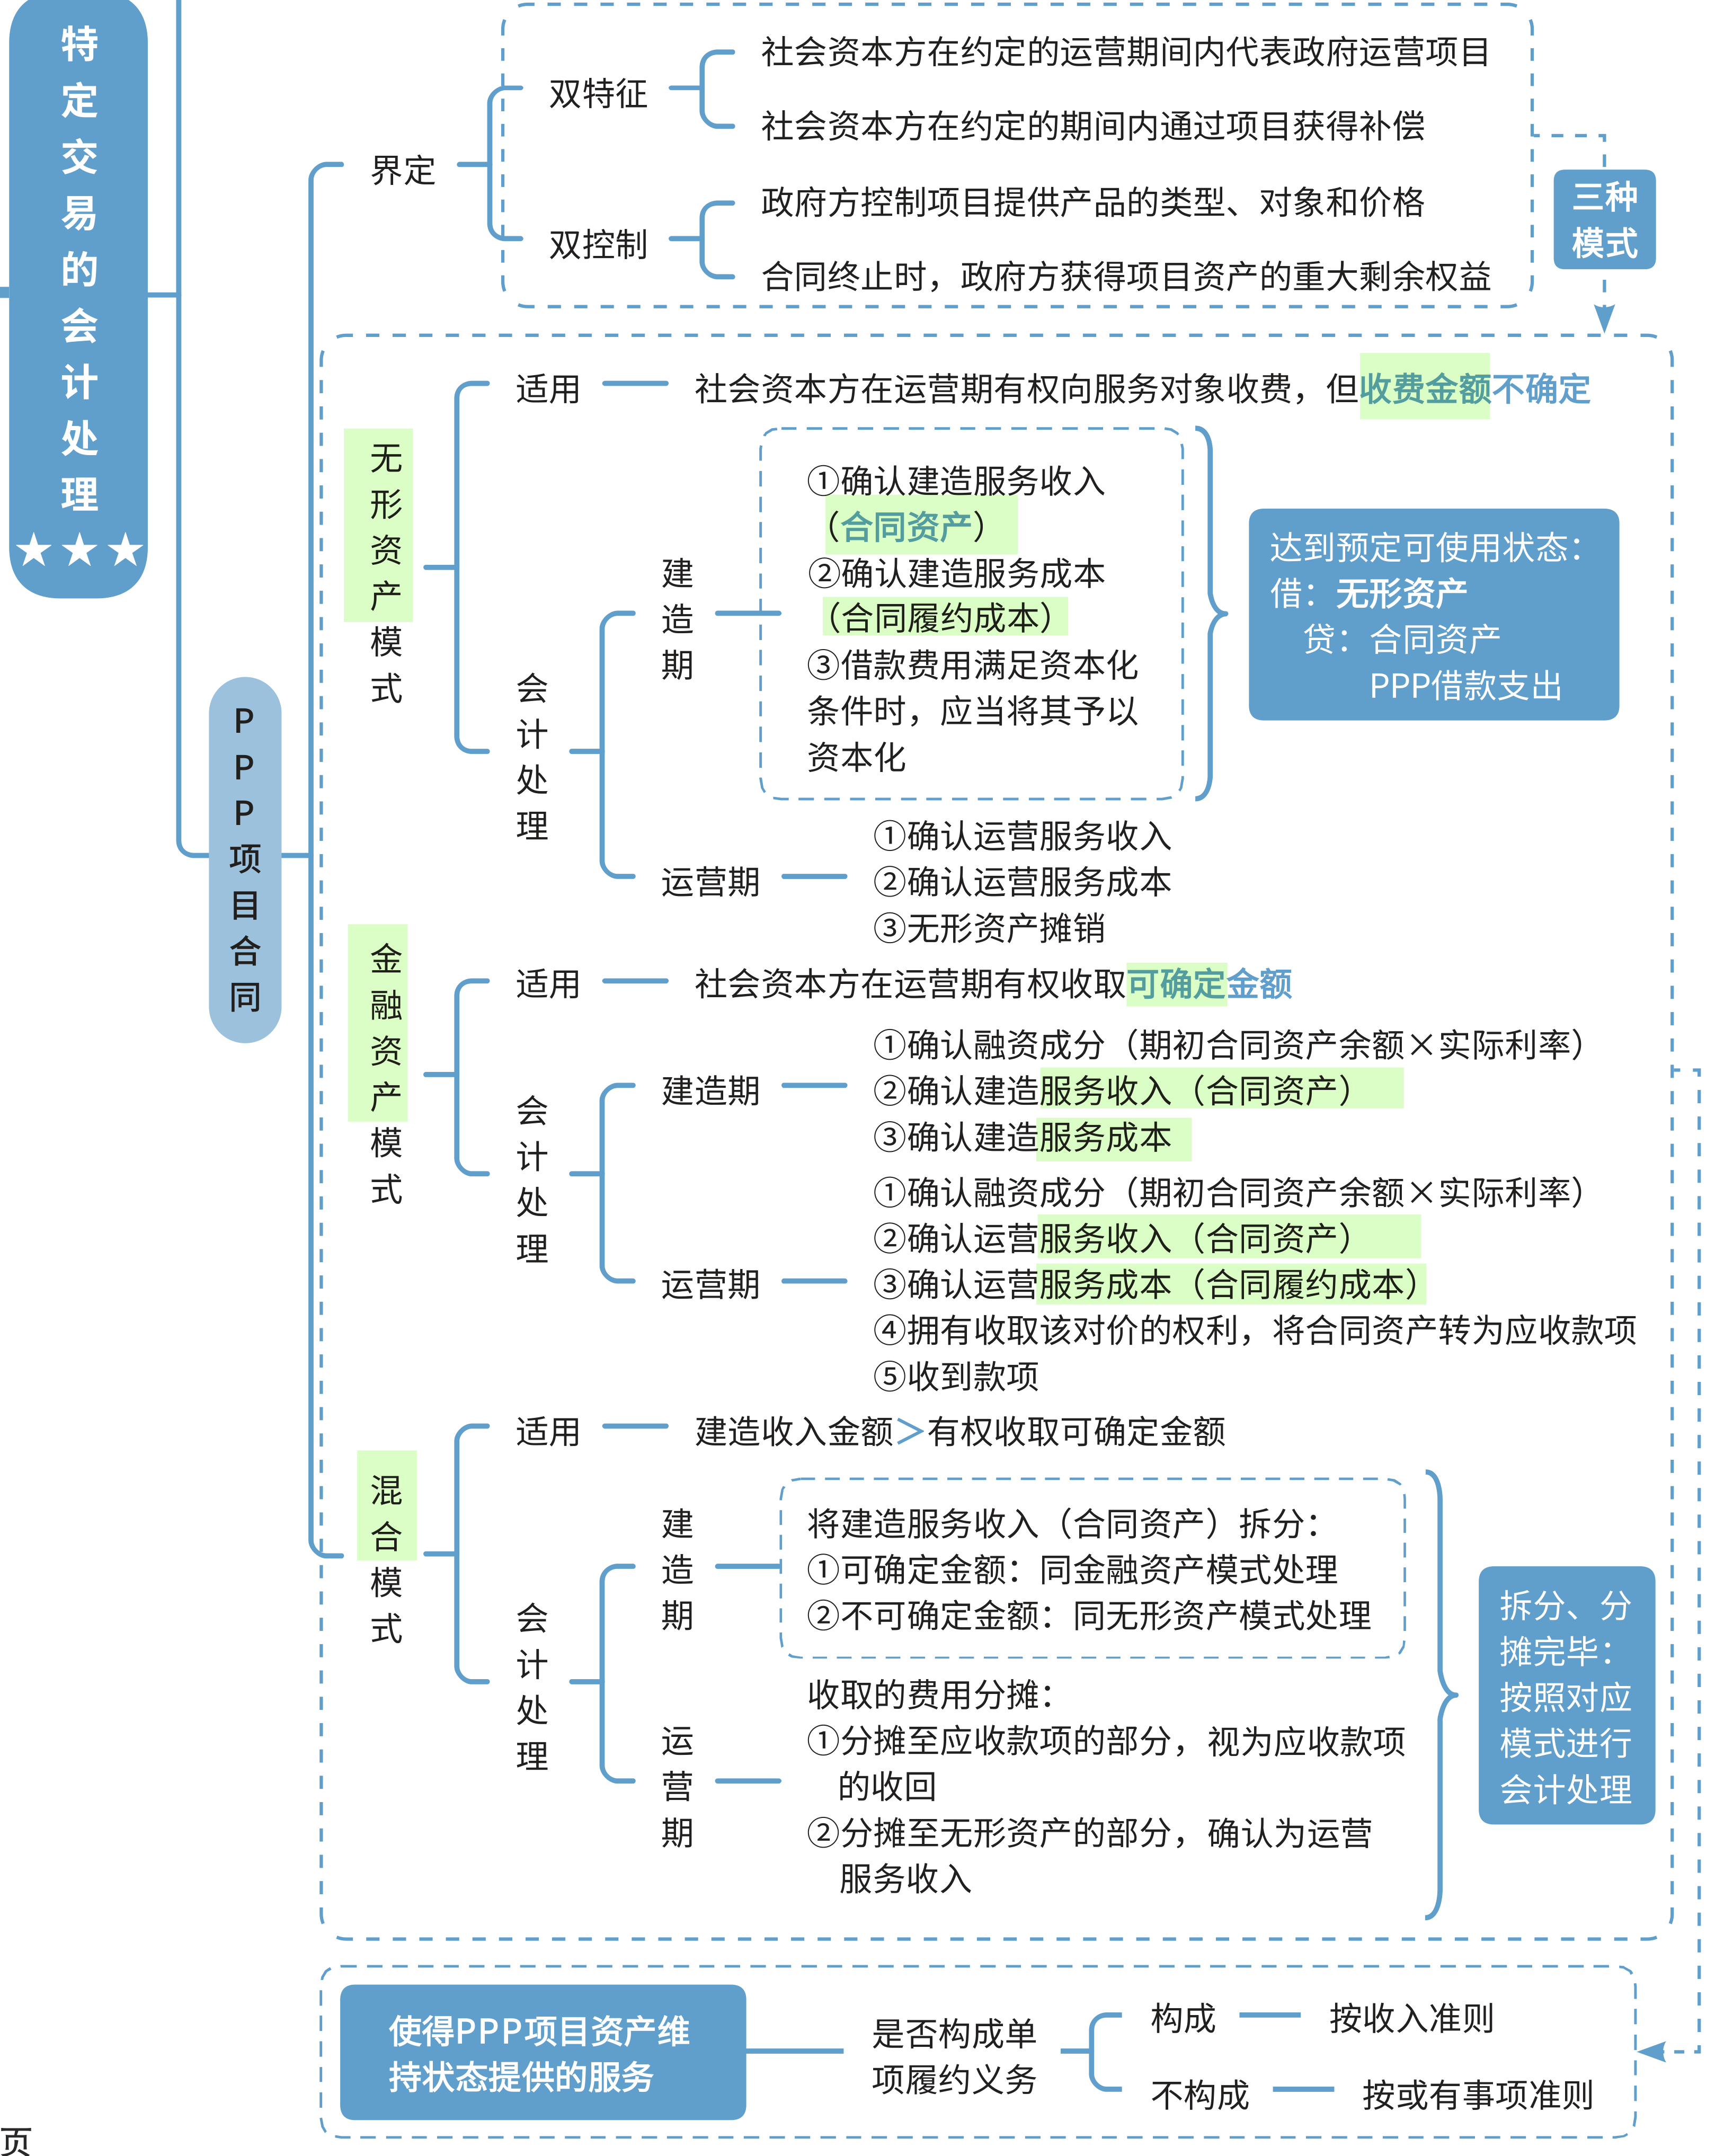 特定交易的会计处理
★★★
PPP项目合同
界定
双特征
社会资本方在约定的运营期间内代表政府运营项目
社会资本方在约定的期间内通过项目获得补偿
双控制
政府方控制项目提供产品的类型、对象和价格
合同终止时，政府方获得项目资产的重大剩余权益
三种
模式
无形资产模式
适用
社会资本方在运营期有权向服务对象收费，但收费金额不确定
会计处理
建造期
①确认建造服务收入
（合同资产）
②确认建造服务成本
（合同履约成本）
③借款费用满足资本化
条件时，应当将其予以
资本化
达到预定可使用状态：
借：无形资产
贷：合同资产
PPP借款支出
运营期
①确认运营服务收入
②确认运营服务成本
③无形资产摊销
金融资产模式
适用
社会资本方在运营期有权收取可确定金额
会计处理
建造期
①确认融资成分（期初合同资产余额×实际利率）
②确认建造服务收入（合同资产）
③确认建造服务成本
运营期
①确认融资成分（期初合同资产余额×实际利率）
②确认运营服务收入（合同资产）
③确认运营服务成本（合同履约成本）
④拥有收取该对价的权利，将合同资产转为应收款项
⑤收到款项
混合模式
适用
建造收入金额＞有权收取可确定金额
会计处理
建造期
将建造服务收入（合同资产）拆分：
①可确定金额：同金融资产模式处理
②不可确定金额：同无形资产模式处理
运营期
收取的费用分摊：
①分摊至应收款项的部分，视为应收款项
的收回
②分摊至无形资产的部分，确认为运营
服务收入
拆分、分
摊完毕：
按照对应
模式进行
会计处理
使得PPP项目资产维
持状态提供的服务
是否构成单
项履约义务
构成
按收入准则
不构成
按或有事项准则
页